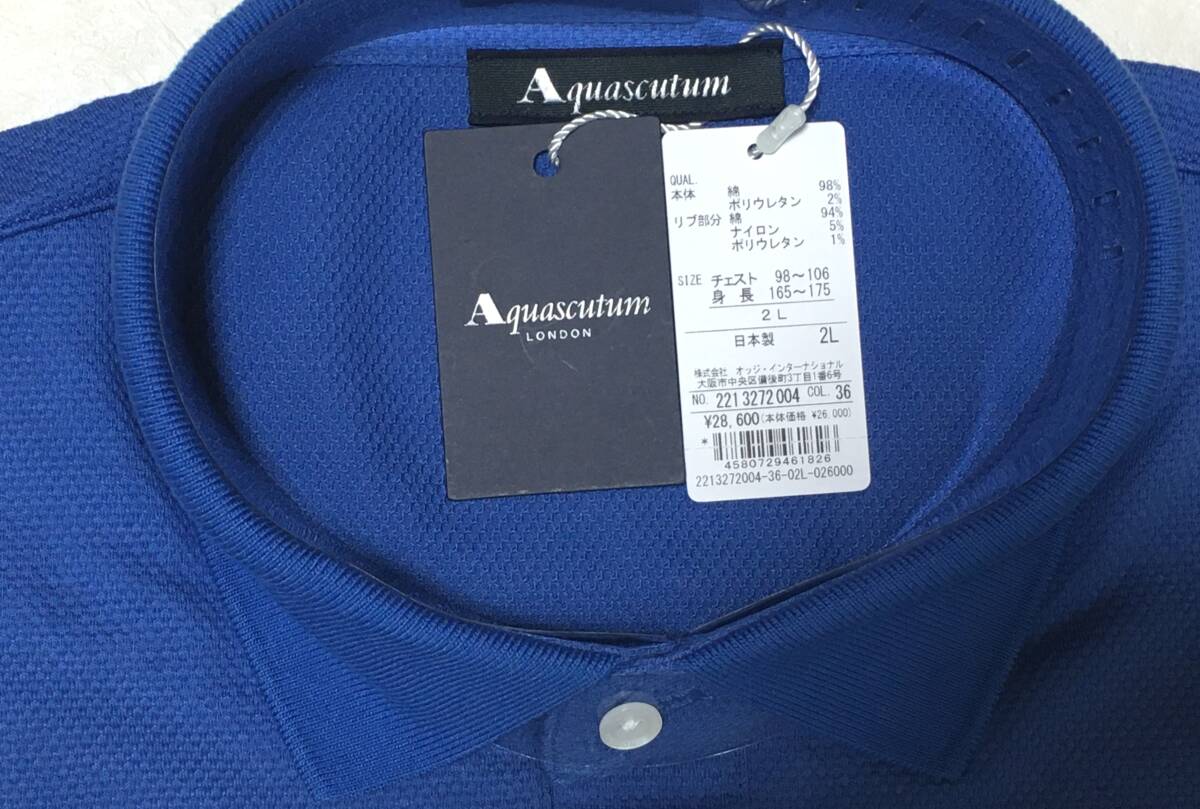 Aquascutum
Aquascutum
LONDON
QUAL.
本体 綿 98%
ポリウレタン 2%
リブ部分 綿 94%
ナイロン 5%
ポリウレタン 1%
SIZE チェスト 98〜106
身長 165〜175
2L
日本製 2L
株式会社 オッジ・インターナショナル
大阪市中央区備後町3丁目1番6号
NO. 2213272004 COL. 36
¥28,600(本体価格 ¥26,000)
*
4580729461826
2213272004-36-02L-026000